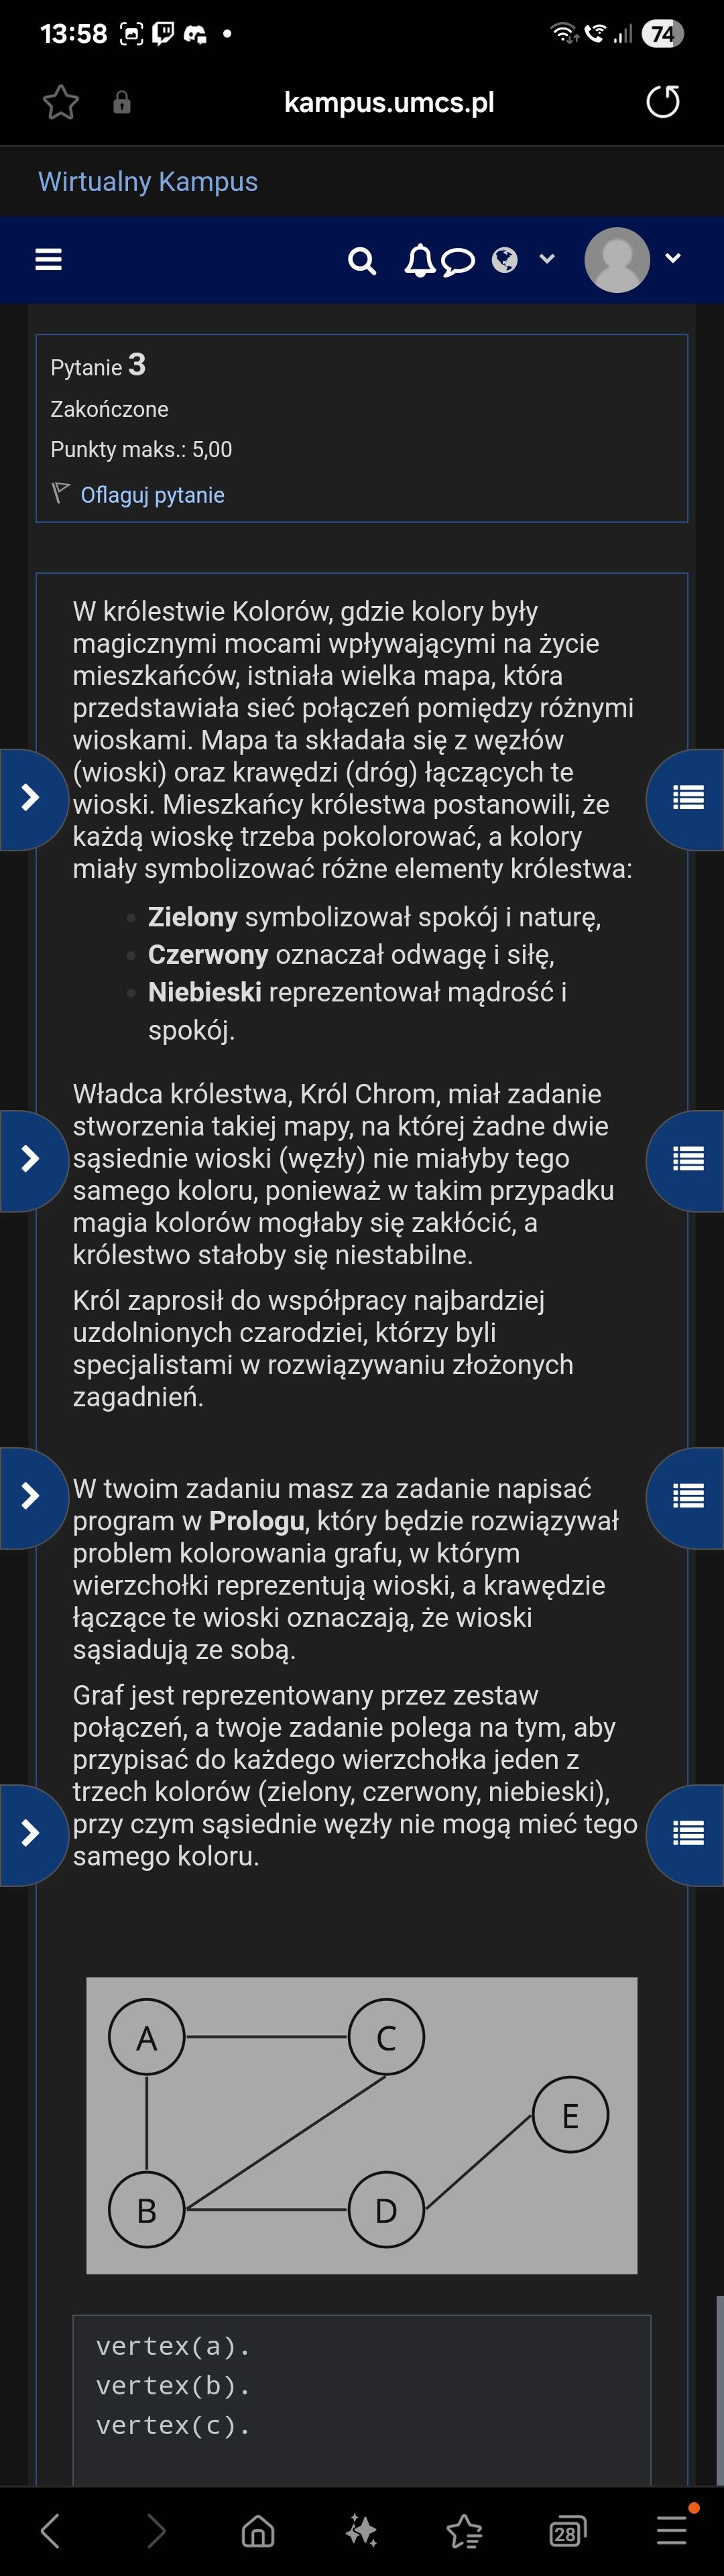 13:58
74
kampus.umcs.pl
Wirtualny Kampus
Pytanie 3
Zakończone
Punkty maks.: 5,00
Oflaguj pytanie
W królestwie Kolorów, gdzie kolory były
magicznymi mocami wpływającymi na życie
mieszkańców, istniała wielka mapa, która
przedstawiała sieć połączeń pomiędzy różnymi
wioskami. Mapa ta składała się z węzłów
(wioski) oraz krawędzi (dróg) łączących te
wioski. Mieszkańcy królestwa postanowili, że
każdą wioskę trzeba pokolorować, a kolory
miały symbolizować różne elementy królestwa:
Zielony symbolizował spokój i naturę,
Czerwony oznaczał odwagę i siłę,
Niebieski reprezentował mądrość i
spokój.
Władca królestwa, Król Chrom, miał zadanie
stworzenia takiej mapy, na której żadne dwie
sąsiednie wioski (węzły) nie miałyby tego
samego koloru, ponieważ w takim przypadku
magia kolorów mogłaby się zakłócić, a
królestwo stałoby się niestabilne.
Król zaprosił do współpracy najbardziej
uzdolnionych czarodziei, którzy byli
specjalistami w rozwiązywaniu złożonych
zagadnień.
W twoim zadaniu masz za zadanie napisać
program w Prologu, który będzie rozwiązywał
problem kolorowania grafu, w którym
wierzchołki reprezentują wioski, a krawędzie
łączące te wioski oznaczają, że wioski
sąsiadują ze sobą.
Graf jest reprezentowany przez zestaw
połączeń, a twoje zadanie polega na tym, aby
przypisać do każdego wierzchołka jeden z
trzech kolorów (zielony, czerwony, niebieski),
przy czym sąsiednie węzły nie mogą mieć tego
samego koloru.
A
C
E
B
D
vertex(a).
vertex(b).
vertex(c).
28